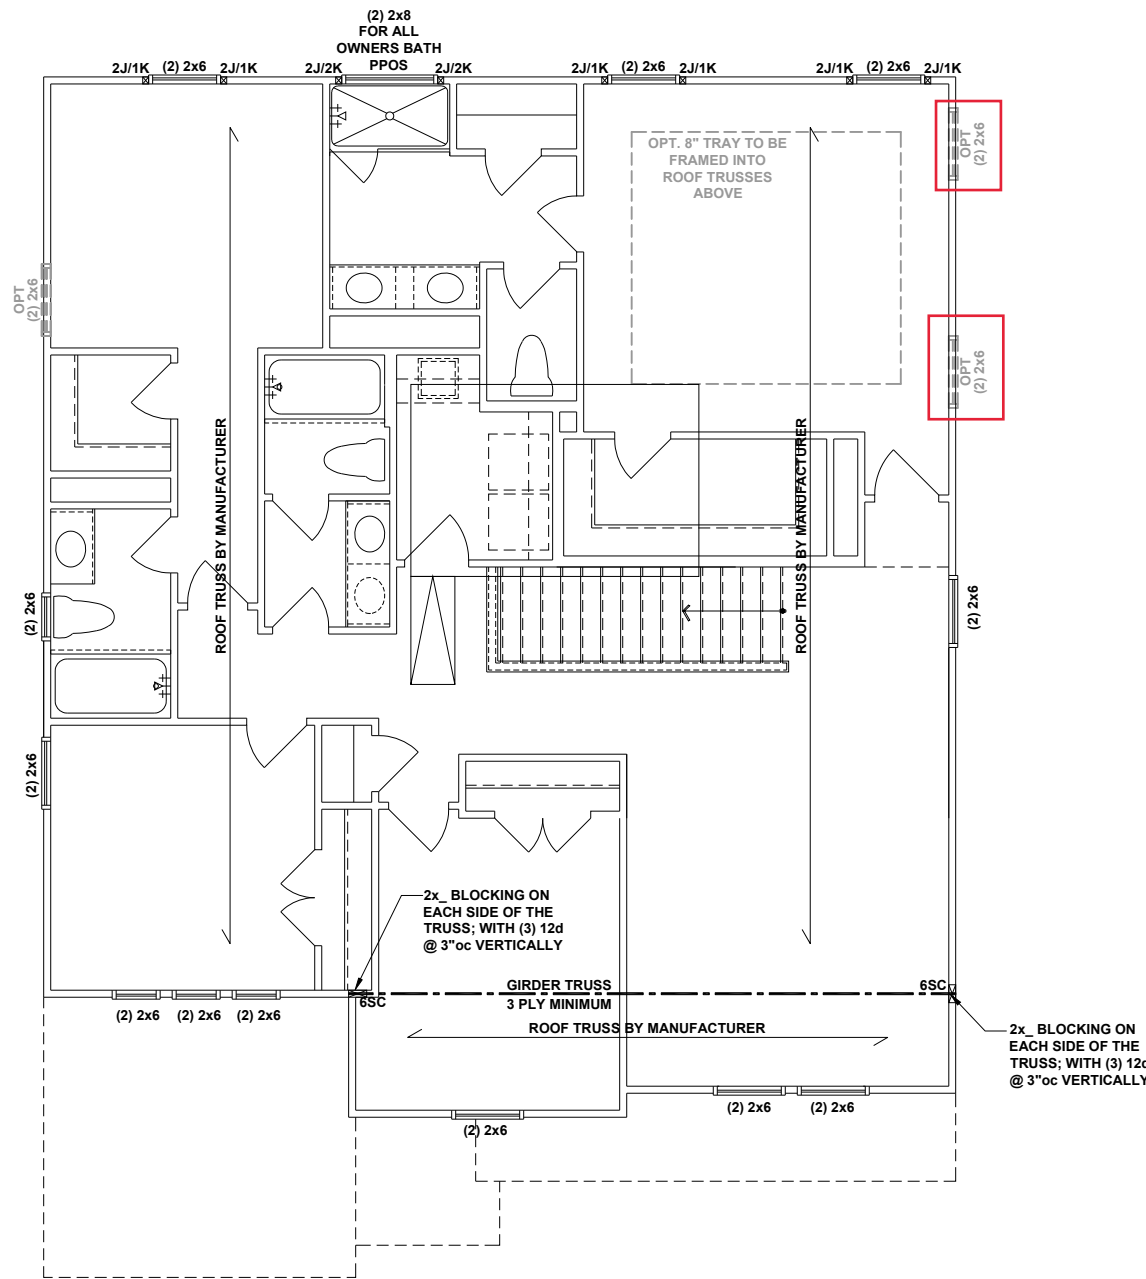 (2) 2x8
FOR ALL
OWNERS BATH
PPOS
2J/1K
(2) 2x6
2J/1K
2J/2K
2J/2K
2J/1K
(2) 2x6
2J/1K
2J/1K
(2) 2x6
2J/1K
OPT
(2) 2x6
OPT. 8" TRAY TO BE
FRAMED INTO
ROOF TRUSSES
ABOVE
OPT
(2) 2x6
OPT
(2) 2x6
ROOF TRUSS BY MANUFACTURER
ROOF TRUSS BY MANUFACTURER
(2) 2x6
(2) 2x6
(2) 2x6
2x_ BLOCKING ON
EACH SIDE OF THE
TRUSS; WITH (3) 12d
@ 3"oc VERTICALLY
GIRDER TRUSS
3 PLY MINIMUM
6SC
6SC
ROOF TRUSS BY MANUFACTURER
(2) 2x6
(2) 2x6
(2) 2x6
2x_ BLOCKING ON
EACH SIDE OF THE
TRUSS; WITH (3) 12d
@ 3"oc VERTICALLY
(2) 2x6
(2) 2x6
(2) 2x6